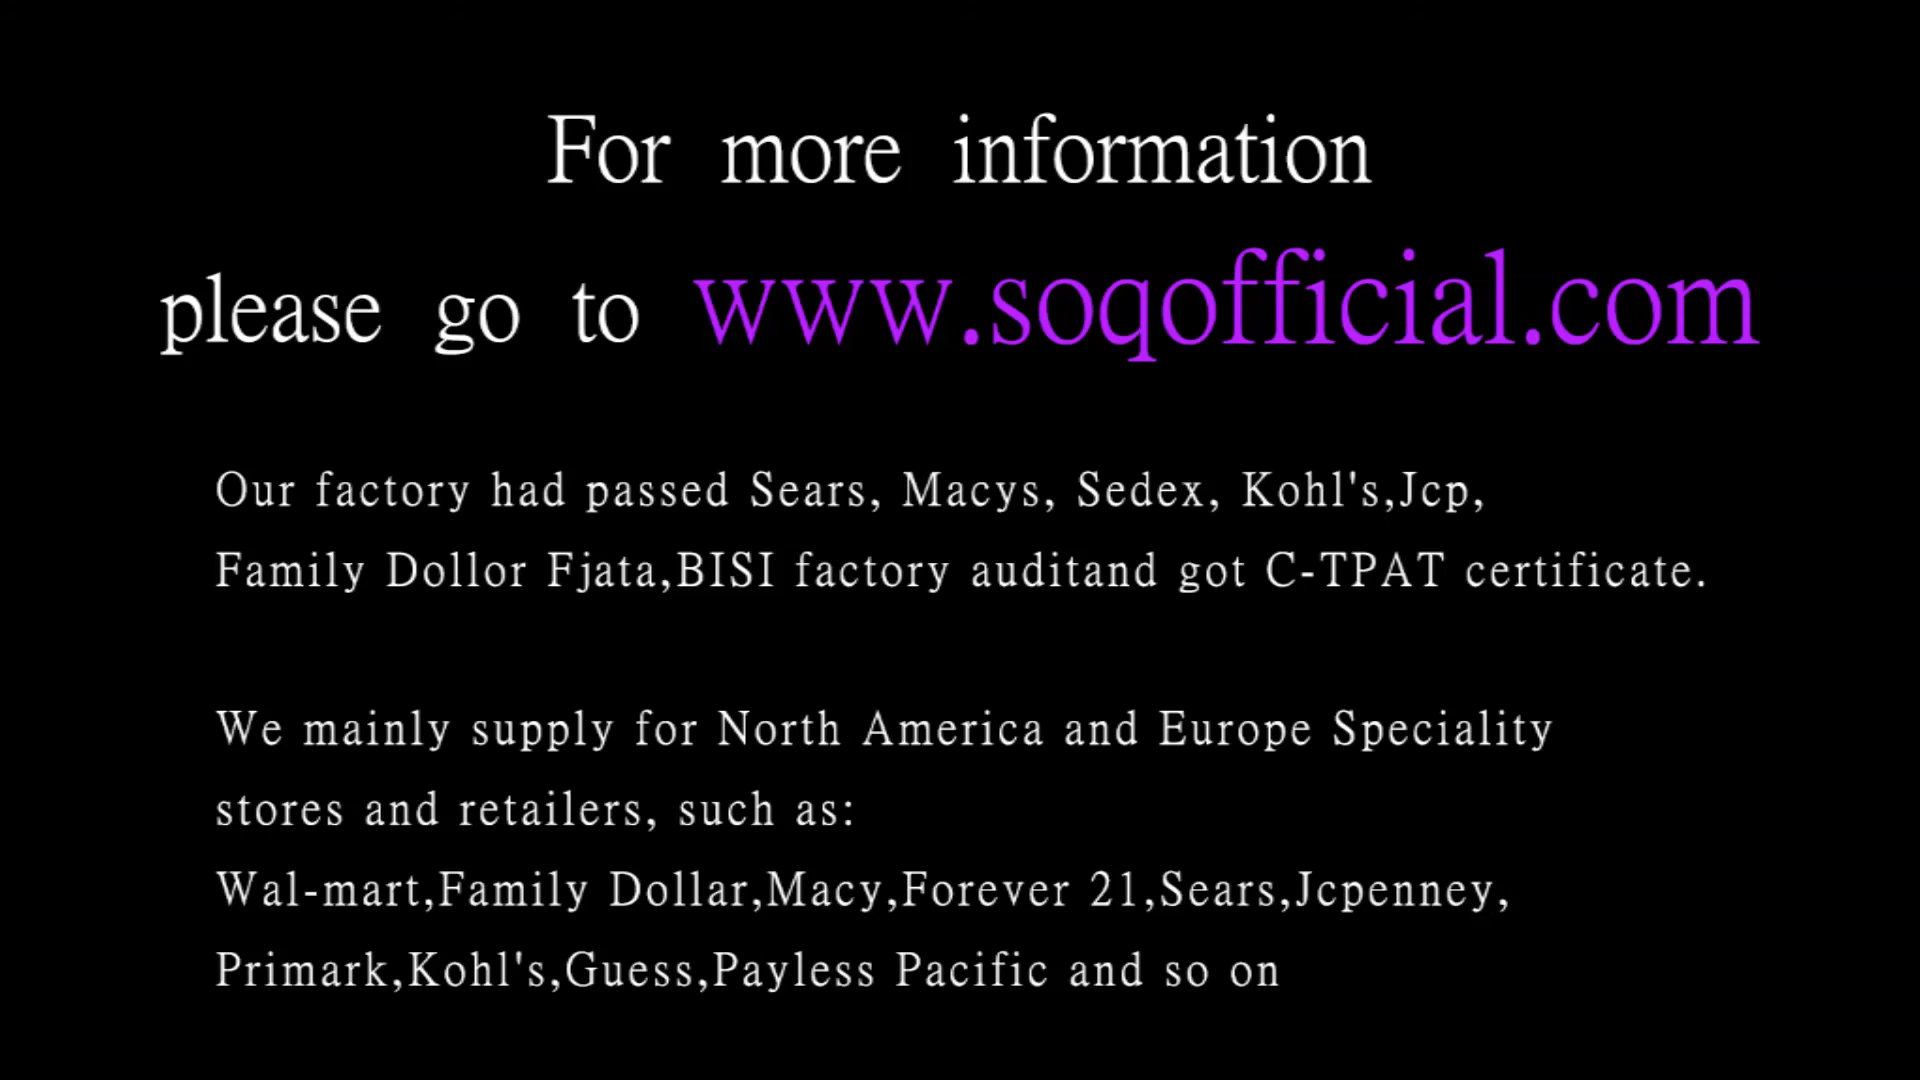 For more information
please go to www.soqofficial.com
Our factory had passed Sears, Macys, Sedex, Kohl's,Jcp,
Family Dollor Fjata,BISI factory auditand got C-TPAT certificate.
We mainly supply for North America and Europe Speciality
stores and retailers, such as:
Wal-mart,Family Dollar,Macy,Forever 21,Sears,Jcpenney,
Primark,Kohl's,Guess,Payless Pacific and so on